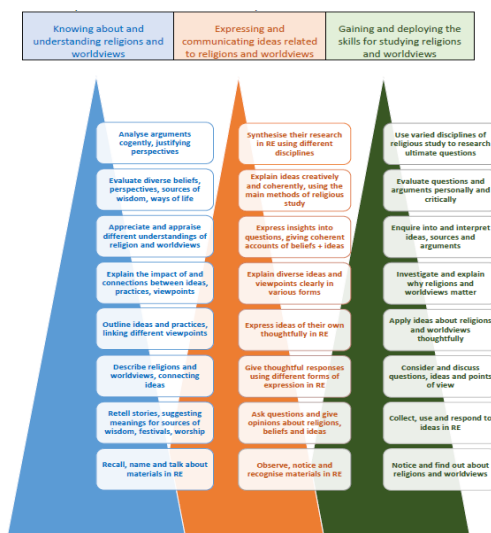 Knowing about and
understanding religions and
worldviews
Expressing and
communicating ideas related
to religions and worldviews
Gaining and deploying the
skills for studying religions
and worldviews
Analyse arguments
cogently, justifying
perspectives
Evaluate diverse beliefs,
perspectives, sources of
wisdom, ways of life
Appreciate and appraise
different understandings of
religion and worldviews
Explain the impact of and
connections between ideas,
practices, viewpoints
Outline ideas and practices,
linking different viewpoints
Describe religions and
worldviews, connecting
ideas
Retell stories, suggesting
meanings for sources of
wisdom, festivals, worship
Recall, name and talk about
materials in RE
Synthesise their research
in RE using different
disciplines
Explain ideas creatively
and coherently, using the
main methods of religious
study
Express insights into
questions, giving coherent
accounts of beliefs + ideas
Explain diverse ideas and
viewpoints clearly in
various forms
Express ideas of their own
thoughtfully in RE
Give thoughtful responses
using different forms of
expression in RE
Ask questions and give
opinions about religions,
beliefs and ideas
Observe, notice and
recognise materials in RE
Use varied disciplines of
religious study to research
ultimate questions
Evaluate questions and
arguments personally and
critically
Enquire into and interpret
ideas, sources and
arguments
Investigate and explain
why religions and
worldviews matter
Apply ideas about religions
and worldviews
thoughtfully
Consider and discuss
questions, ideas and points
of view
Collect, use and respond to
ideas in RE
Notice and find out about
religions and worldviews